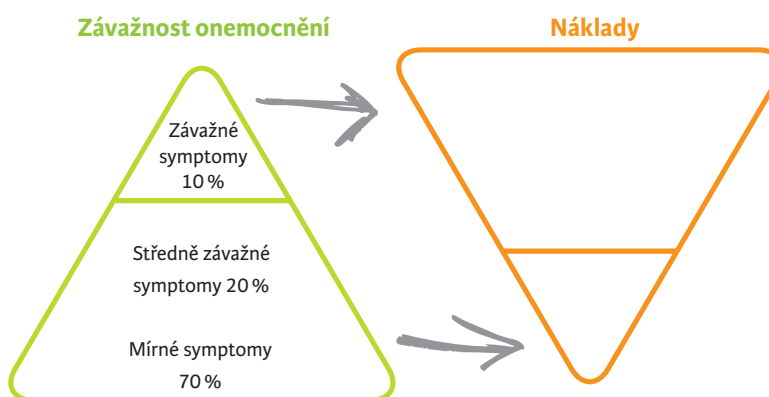 Závažnost onemocnění
Náklady
Závažné
symptomy
10 %
Středně závažné
symptomy 20 %
Mírné symptomy
70 %